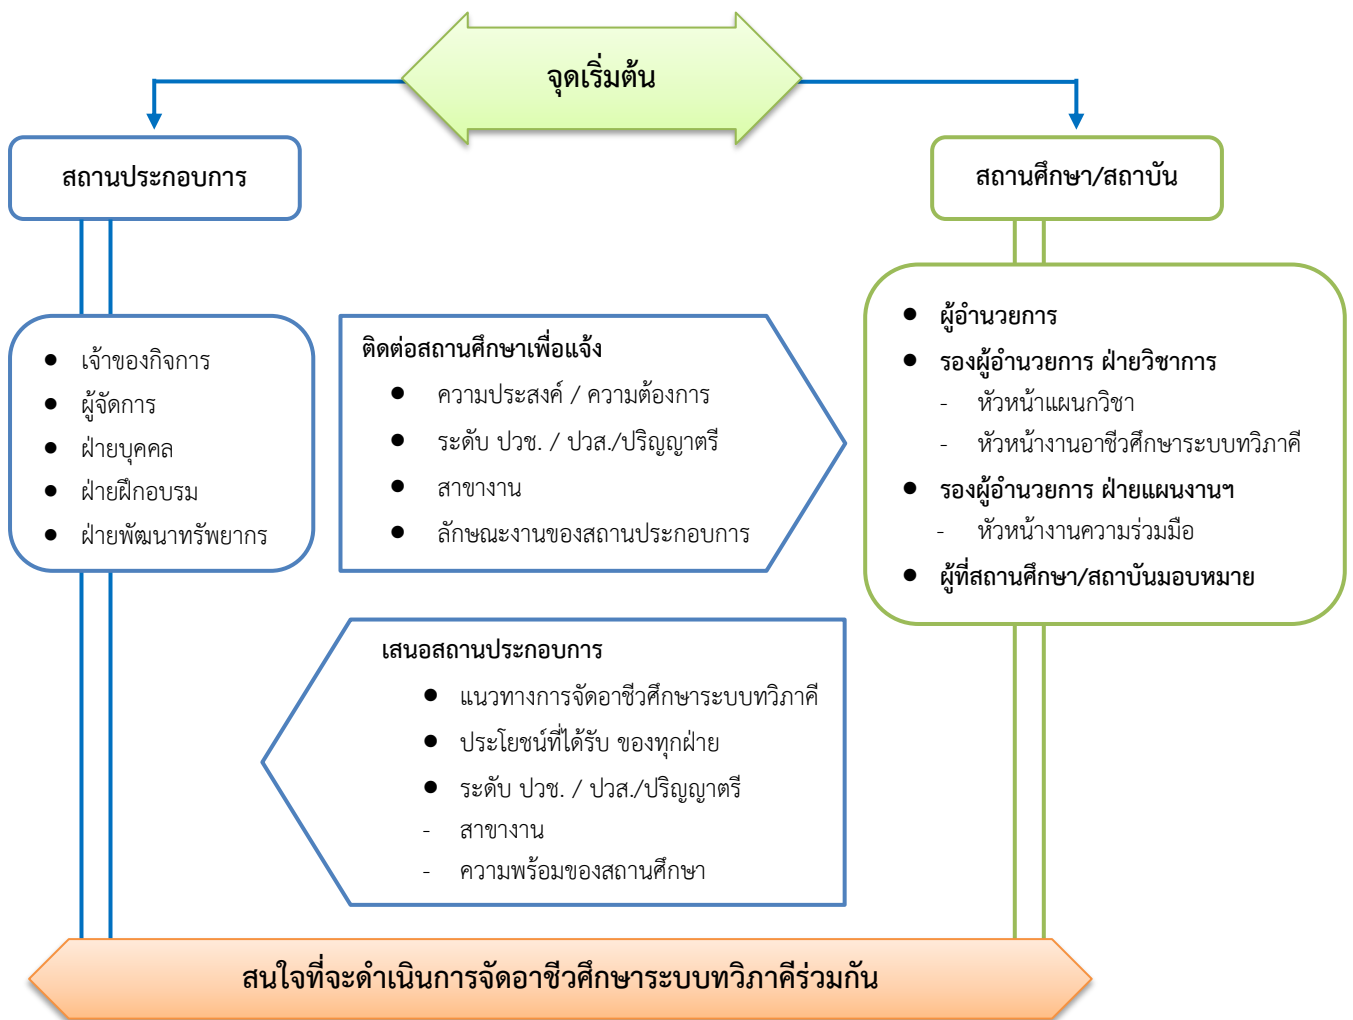 จุดเริ่มต้น
สถานประกอบการ
สถานศึกษา/สถาบัน
● เจ้าของกิจการ
● ผู้จัดการ
● ฝ่ายบุคคล
● ฝ่ายฝึกอบรม
● ฝ่ายพัฒนาทรัพยากร
ติดต่อสถานศึกษาเพื่อแจ้ง
● ความประสงค์ / ความต้องการ
● ระดับ ปวช. / ปวส./ปริญญาตรี
● สาขางาน
● ลักษณะงานของสถานประกอบการ
● ผู้อำนวยการ
● รองผู้อำนวยการ ฝ่ายวิชาการ
- หัวหน้าแผนกวิชา
- หัวหน้างานอาชีวศึกษาระบบทวิภาคี
● รองผู้อำนวยการ ฝ่ายแผนงานฯ
- หัวหน้างานความร่วมมือ
● ผู้ที่สถานศึกษา/สถาบันมอบหมาย
เสนอสถานประกอบการ
● แนวทางการจัดอาชีวศึกษาระบบทวิภาคี
● ประโยชน์ที่ได้รับ ของทุกฝ่าย
● ระดับ ปวช. / ปวส./ปริญญาตรี
- สาขางาน
- ความพร้อมของสถานศึกษา
สนใจที่จะดำเนินการจัดอาชีวศึกษาระบบทวิภาคีร่วมกัน